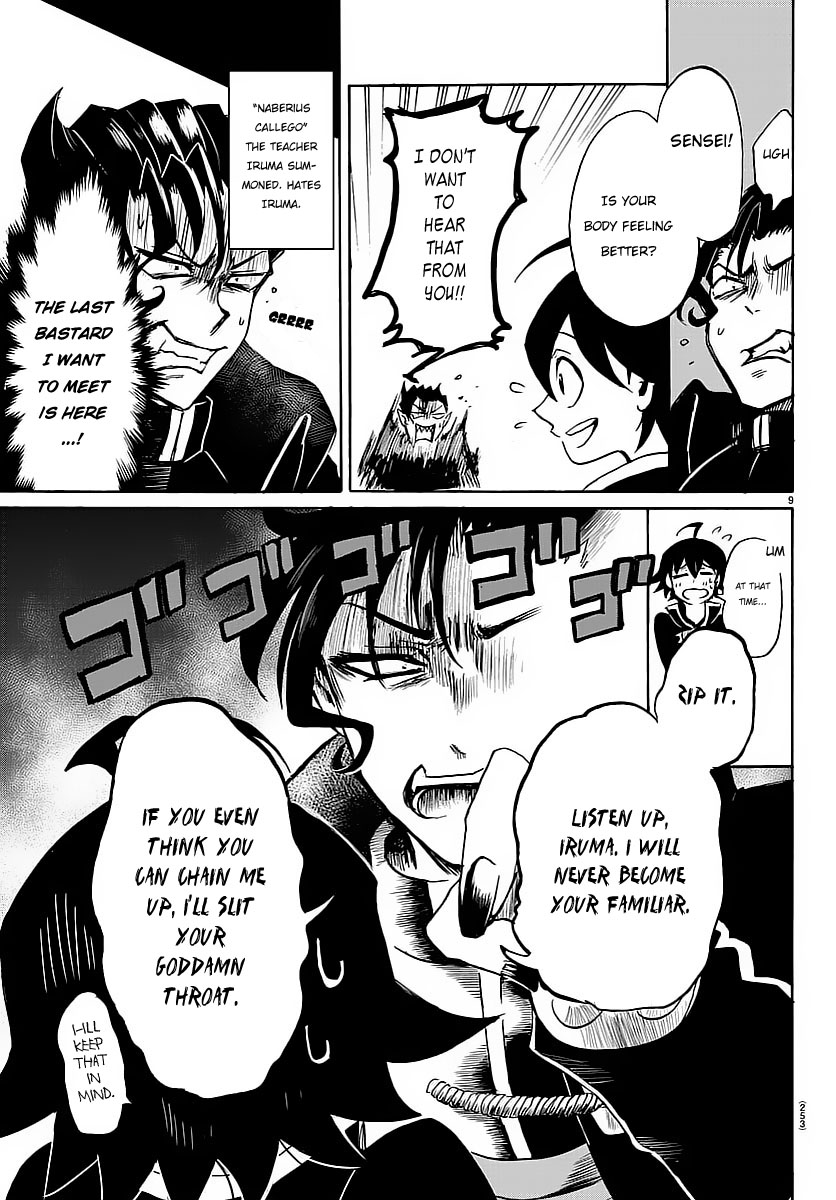 UGH
SENSEI!
IS YOUR
BODY FEELING
BETTER?
I DON'T
WANT
TO
HEAR
THAT
FROM
YOU!!
"NABERIUS
CALLEGO"
THE TEACHER
IRUMA SUM-
MONED. HATES
IRUMA.
GRRRR
THE LAST
BASTARD
I WANT
TO MEET
IS HERE
...!
9
UM
AT THAT
TIME...
ZIP IT.
ゴゴゴゴゴ
LISTEN UP,
IRUMA. I WILL
NEVER BECOME
YOUR FAMILIAR.
IF YOU EVEN
THINK YOU
CAN CHAIN ME
UP, I'LL SLIT
YOUR
GODDAMN
THROAT.
I-I'LL
KEEP
THAT
IN
MIND.
(253)